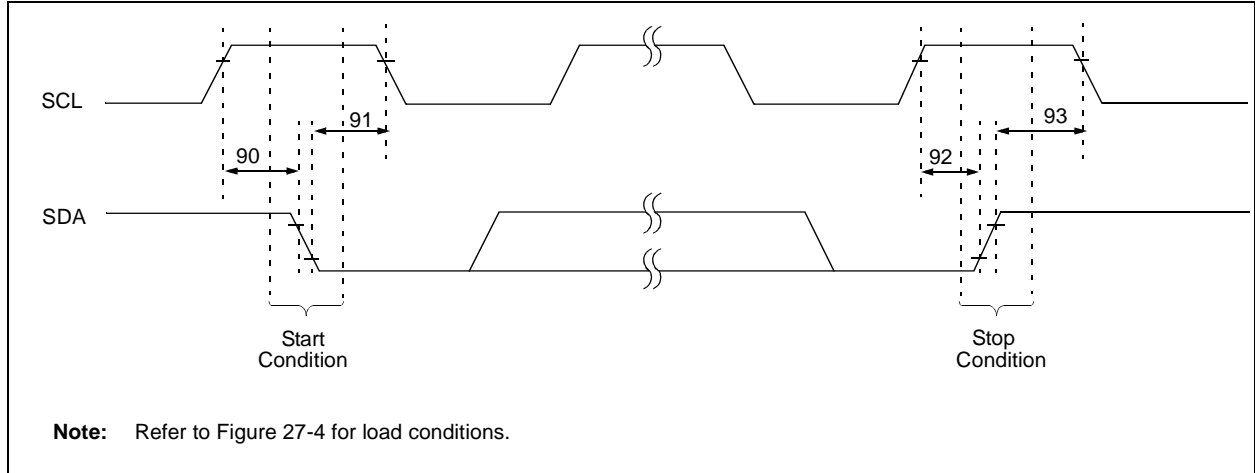 SCL
91
93
90
92
SDA
Start
Condition
Stop
Condition
Note: Refer to Figure 27-4 for load conditions.